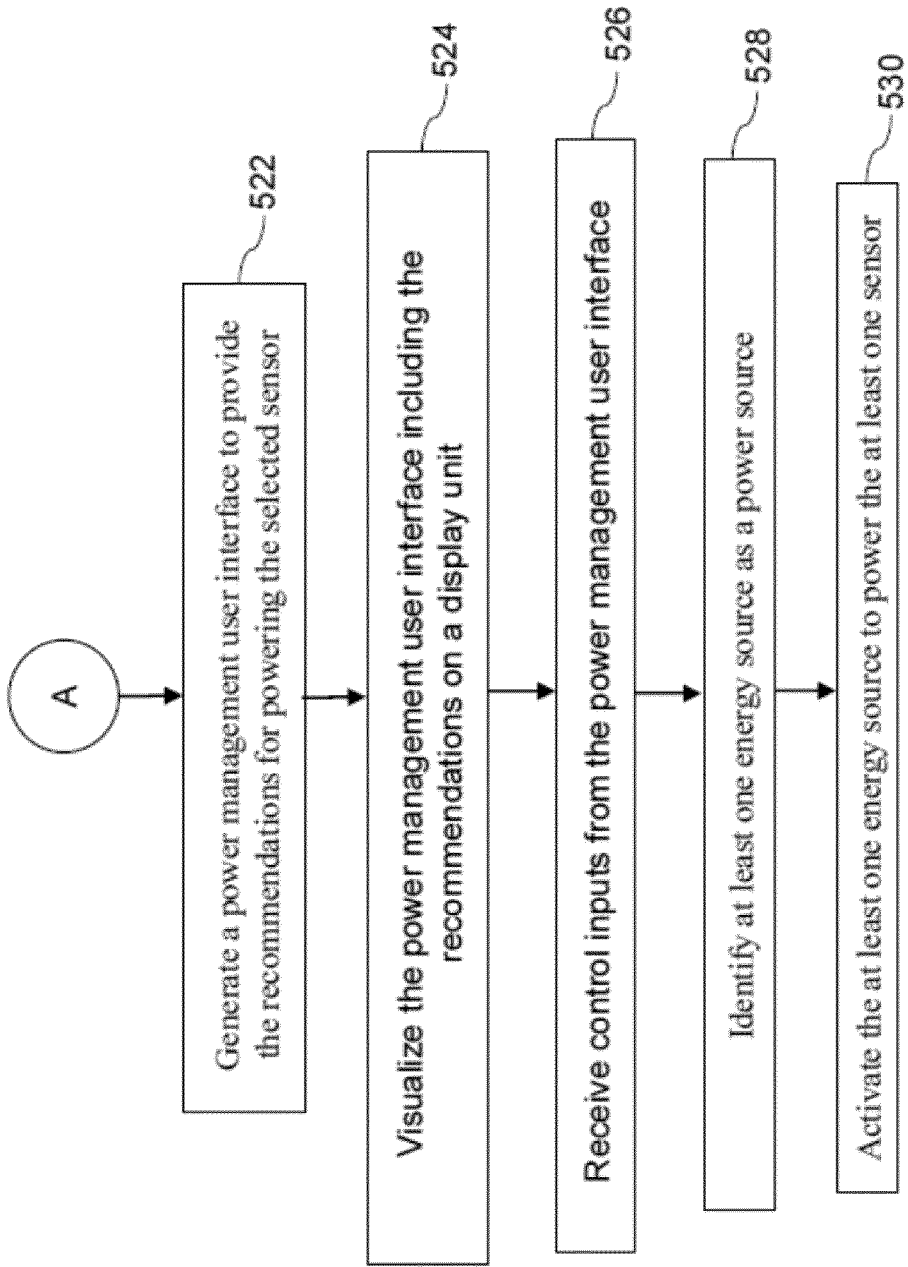 A
522
Generate a power management user interface to provide
the recommendations for powering the selected sensor
524
Visualize the power management user interface including the
recommendations on a display unit
526
Receive control inputs from the power management user interface
528
Identify at least one energy source as a power source
530
Activate the at least one energy source to power the at least one sensor